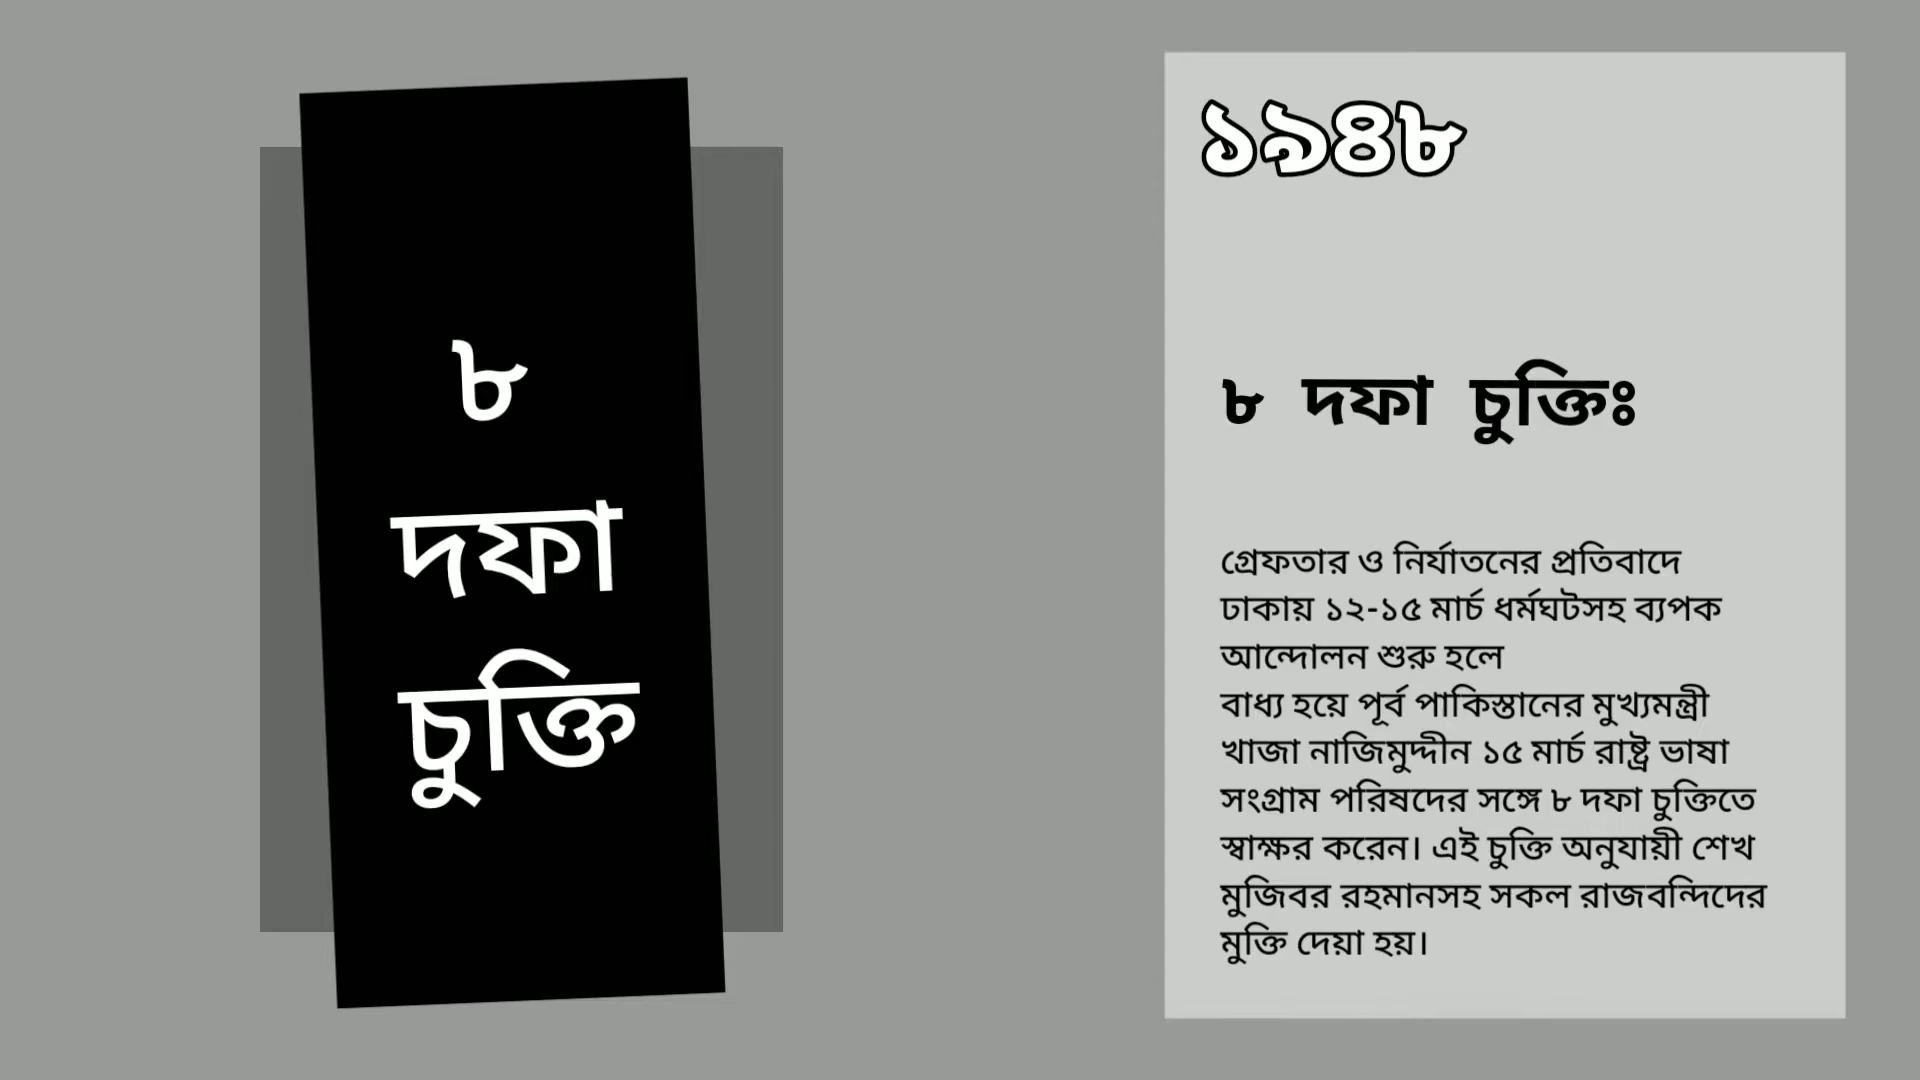 ৮
দফা
চুক্তি
১৯৪৮
৮ দফা চুক্তিঃ
গ্রেফতার ও নির্যাতনের প্রতিবাদে
ঢাকায় ১২-১৫ মার্চ ধর্মঘটসহ ব্যপক
আন্দোলন শুরু হলে
বাধ্য হয়ে পূর্ব পাকিস্তানের মুখ্যমন্ত্রী
খাজা নাজিমুদ্দীন ১৫ মার্চ রাষ্ট্র ভাষা
সংগ্রাম পরিষদের সঙ্গে ৮ দফা চুক্তিতে
স্বাক্ষর করেন। এই চুক্তি অনুযায়ী শেখ
মুজিবর রহমানসহ সকল রাজবন্দিদের
মুক্তি দেয়া হয়।